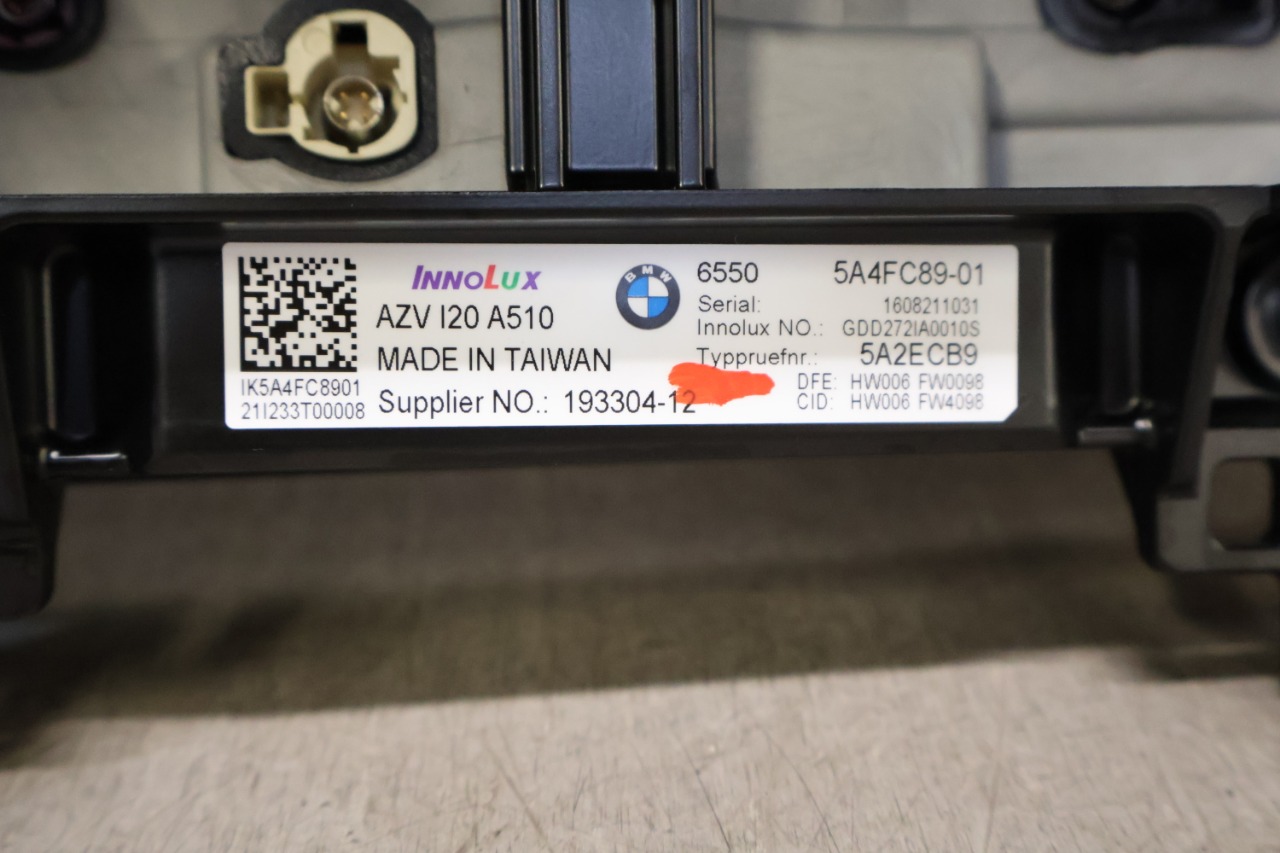 INNOLUX
AZV I20 A510
MADE IN TAIWAN
IK5A4FC8901
21I233T00008
Supplier NO.: 193304-12
BMW
6550 5A4FC89-01
Serial: 1608211031
Innolux NO.: GDD272IA0010S
Typpruefnr.: 5A2ECB9
DFE: HW006 FW0098
CID: HW006 FW4098